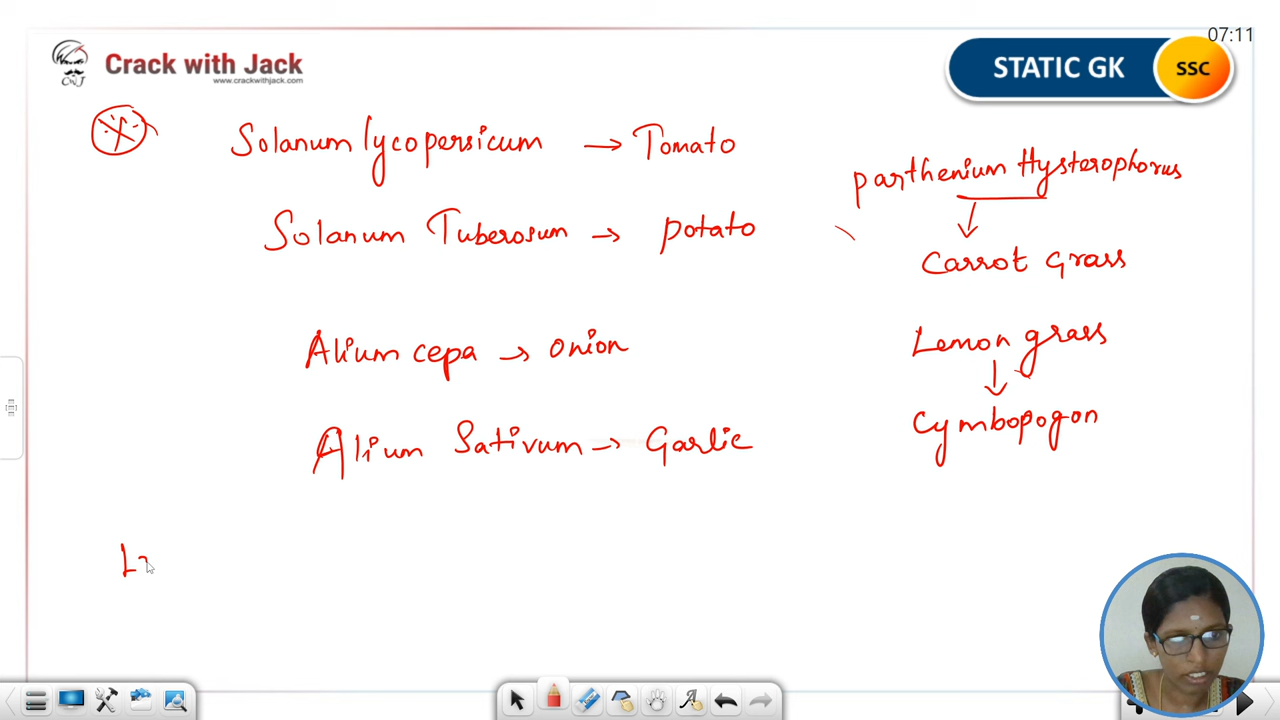 07:11
Crack with Jack
www.crackwithjack.com
CWJ
STATIC GK
SSC
Solanum lycopersicum → Tomato
Solanum Tuberosum → potato
Alium cepa → onion
Alium Sativum → Garlic
parthenium Hysterophorus
↓
Carrot Grass
Lemon grass
↓
Cymbopogon